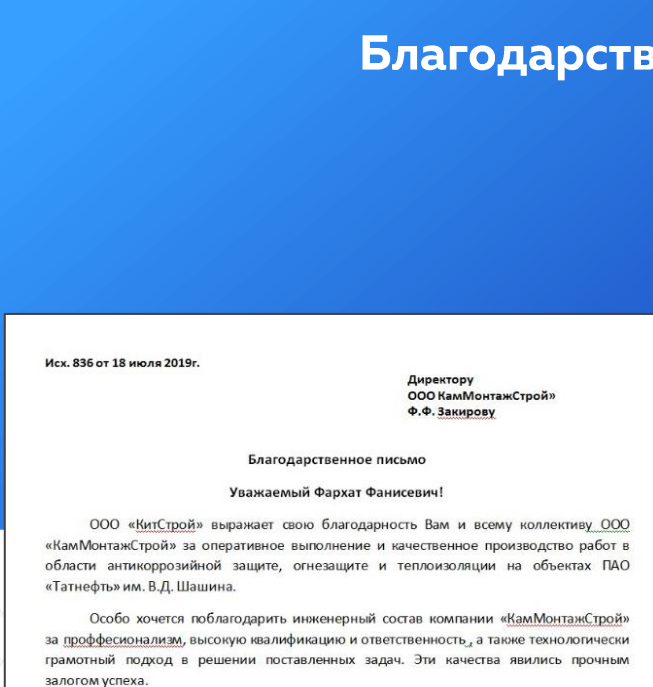 Благодарств
Исх. 836 от 18 июля 2019г.
Директору
ООО КамМонтажСтрой»
Ф.Ф. Закирову
Благодарственное письмо
Уважаемый Фархат Фанисевич!
ООО «КитСтрой» выражает свою благодарность Вам и всему коллективу ООО
«КамМонтажСтрой» за оперативное выполнение и качественное производство работ в
области антикоррозийной защите, огнезащите и теплоизоляции на объектах ПАО
«Татнефть» им. В.Д. Шашина.
Особо хочется поблагодарить инженерный состав компании «КамМонтажСтрой»
за проффесионализм, высокую квалификацию и ответственность , а также технологически
грамотный подход в решении поставленных задач. Эти качества явились прочным
залогом успеха.